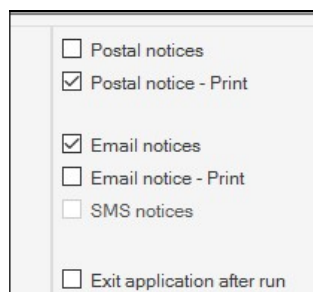 Postal notices
Postal notice - Print
Email notices
Email notice - Print
SMS notices
Exit application after run